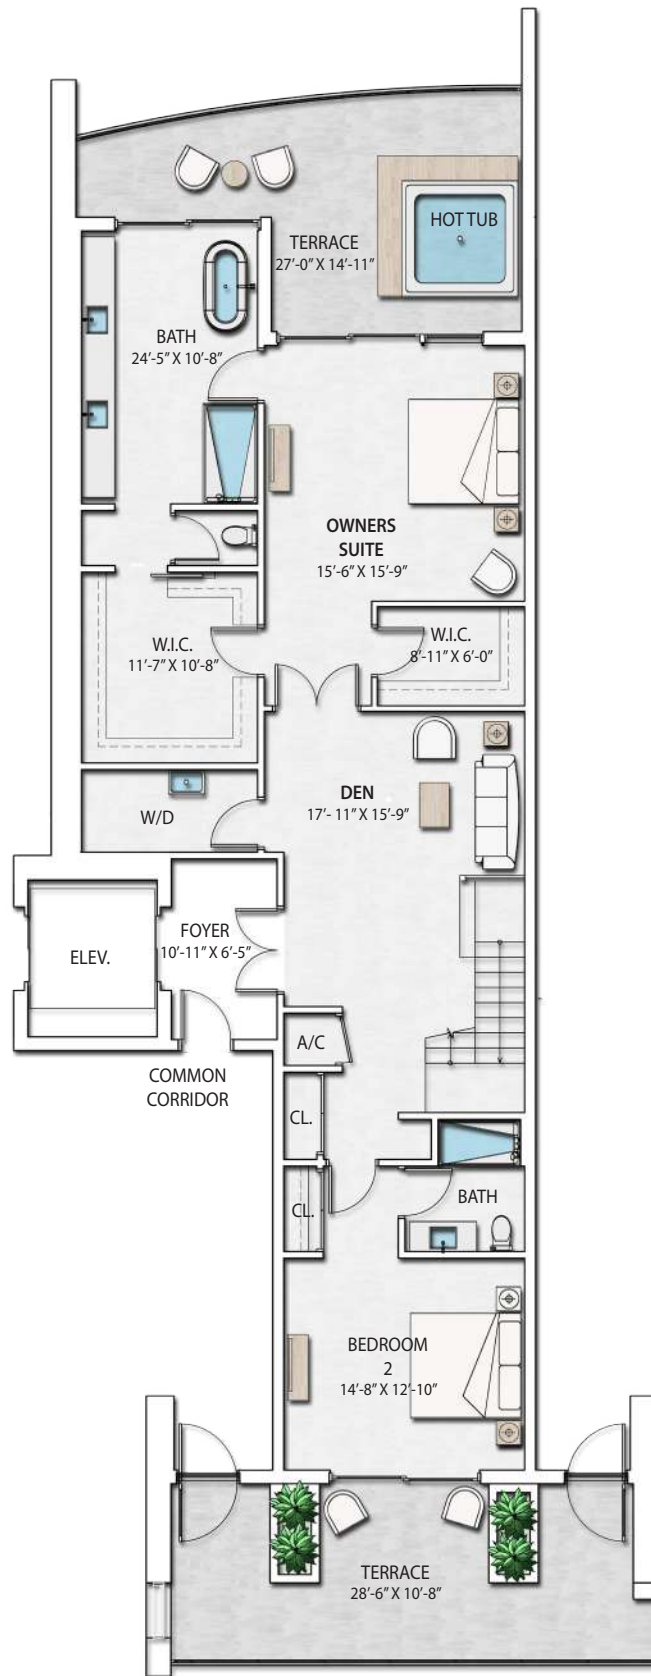 HOT TUB
TERRACE
27'-0" X 14'-11"
BATH
24'-5" X 10'-8"
OWNERS
SUITE
15'-6" X 15'-9"
W.I.C.
11'-7" X 10'-8"
W.I.C.
8'-11" X 6'-0"
DEN
17'- 11" X 15'-9"
W/D
FOYER
10'-11" X 6'-5"
ELEV.
A/C
COMMON
CORRIDOR
CL.
BATH
CL.
BEDROOM
2
14'-8" X 12'-10"
TERRACE
28'-6" X 10'-8"